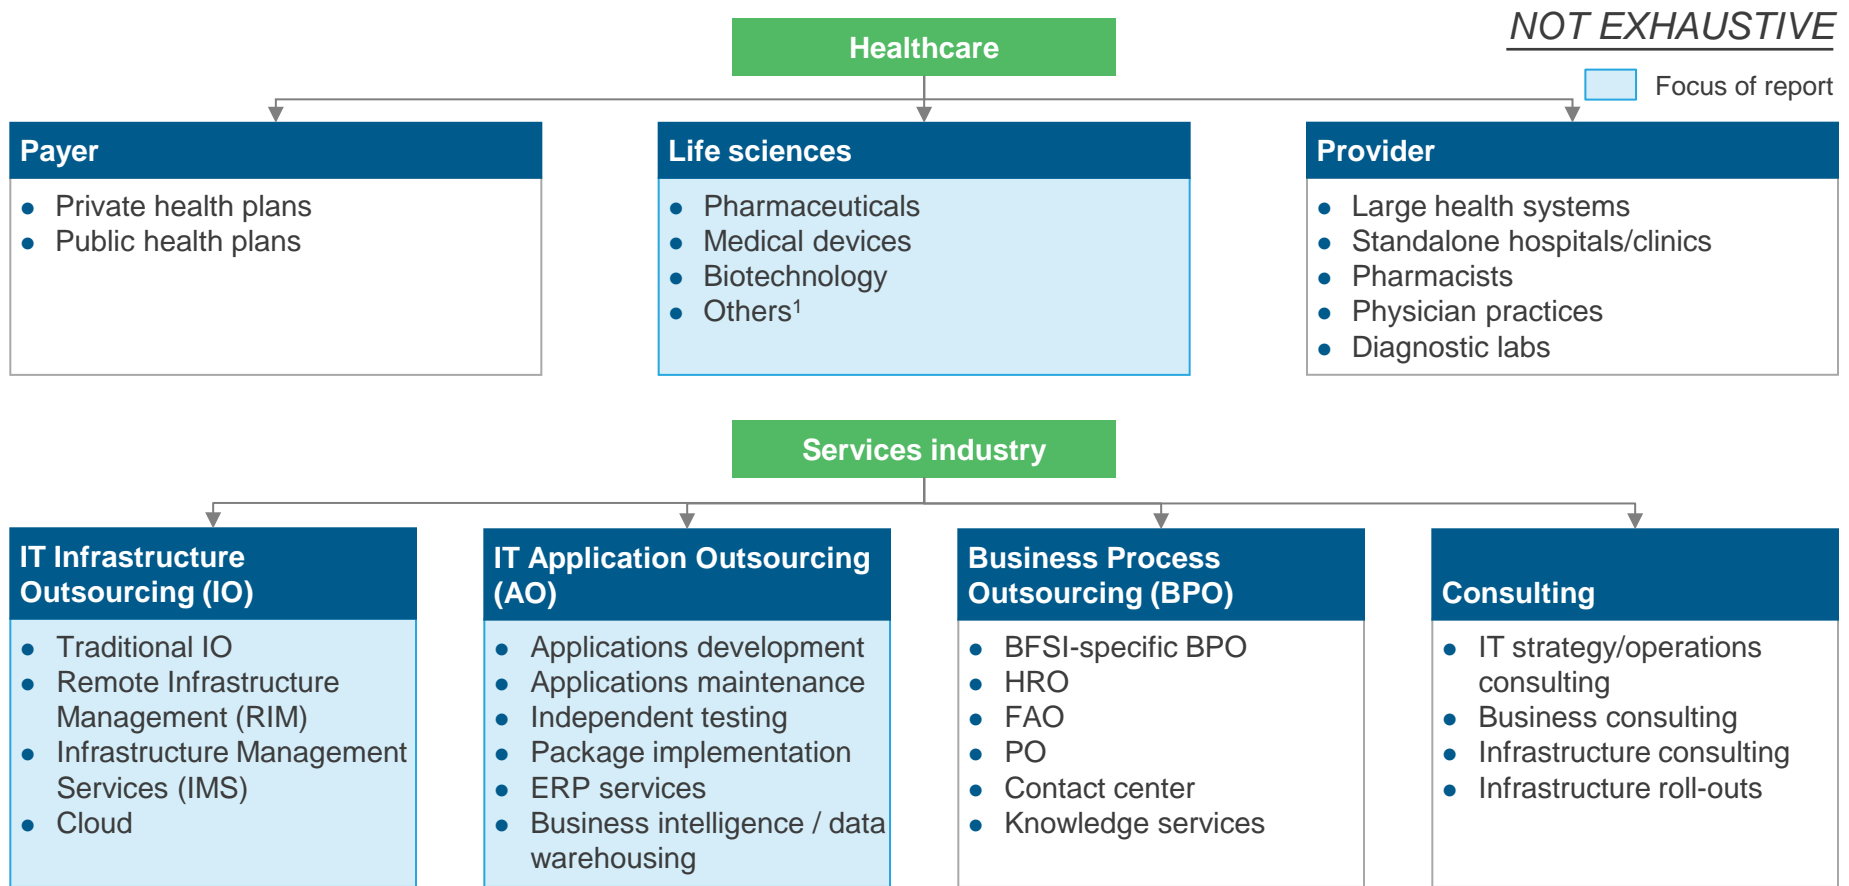 Healthcare
NOT EXHAUSTIVE
Focus of report
Payer
● Private health plans
● Public health plans
Life sciences
● Pharmaceuticals
● Medical devices
● Biotechnology
● Others¹
Provider
● Large health systems
● Standalone hospitals/clinics
● Pharmacists
● Physician practices
● Diagnostic labs
Services industry
IT Infrastructure
Outsourcing (IO)
● Traditional IO
● Remote Infrastructure
Management (RIM)
● Infrastructure Management
Services (IMS)
● Cloud
IT Application Outsourcing
(AO)
● Applications development
● Applications maintenance
● Independent testing
● Package implementation
● ERP services
● Business intelligence / data
warehousing
Business Process
Outsourcing (BPO)
● BFSI-specific BPO
● HRO
● FAO
● PO
● Contact center
● Knowledge services
Consulting
● IT strategy/operations
consulting
● Business consulting
● Infrastructure consulting
● Infrastructure roll-outs